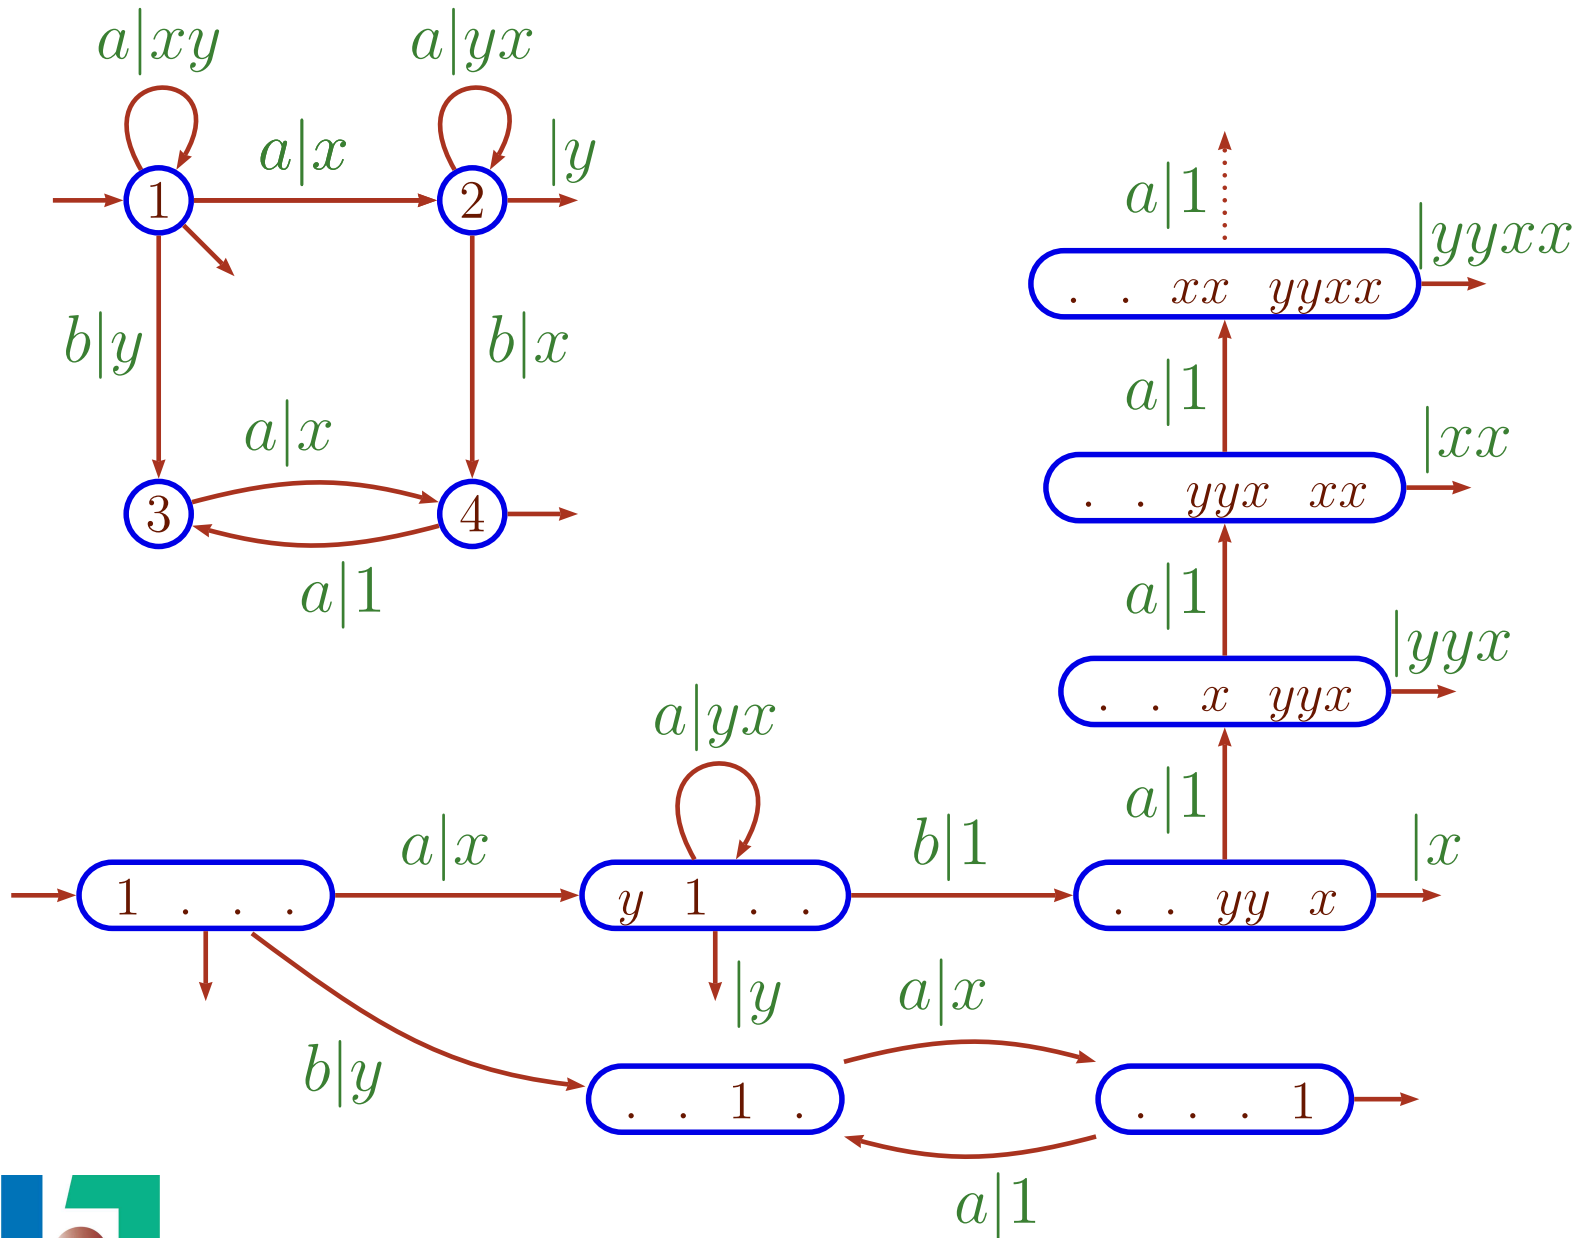 a|xy a|yx
a|x |y
1 2
a|1
|yyxx
. . xx yyxx
b|y b|x
a|1
a|x
|xx
. . yyx xx
3 4
a|1
a|1
|yyx
. . x yyx
a|yx
a|1
a|x b|1 |x
1 . . . y 1 . . . . yy x
|y a|x
b|y
. . 1 . . . . 1
a|1